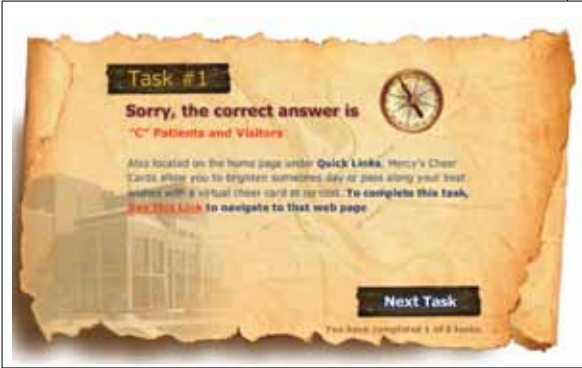 Task #1
Sorry, the correct answer is
"C" Patients and Visitors
Also located on the home page under Quick Links, Mercy's Cheer
Cards allow you to brighten someones day or pass along your best
wishes with a virtual cheer card at no cost. To complete this task,
Use This Link to navigate to that web page
Next Task
You have completed 1 of 8 tasks.